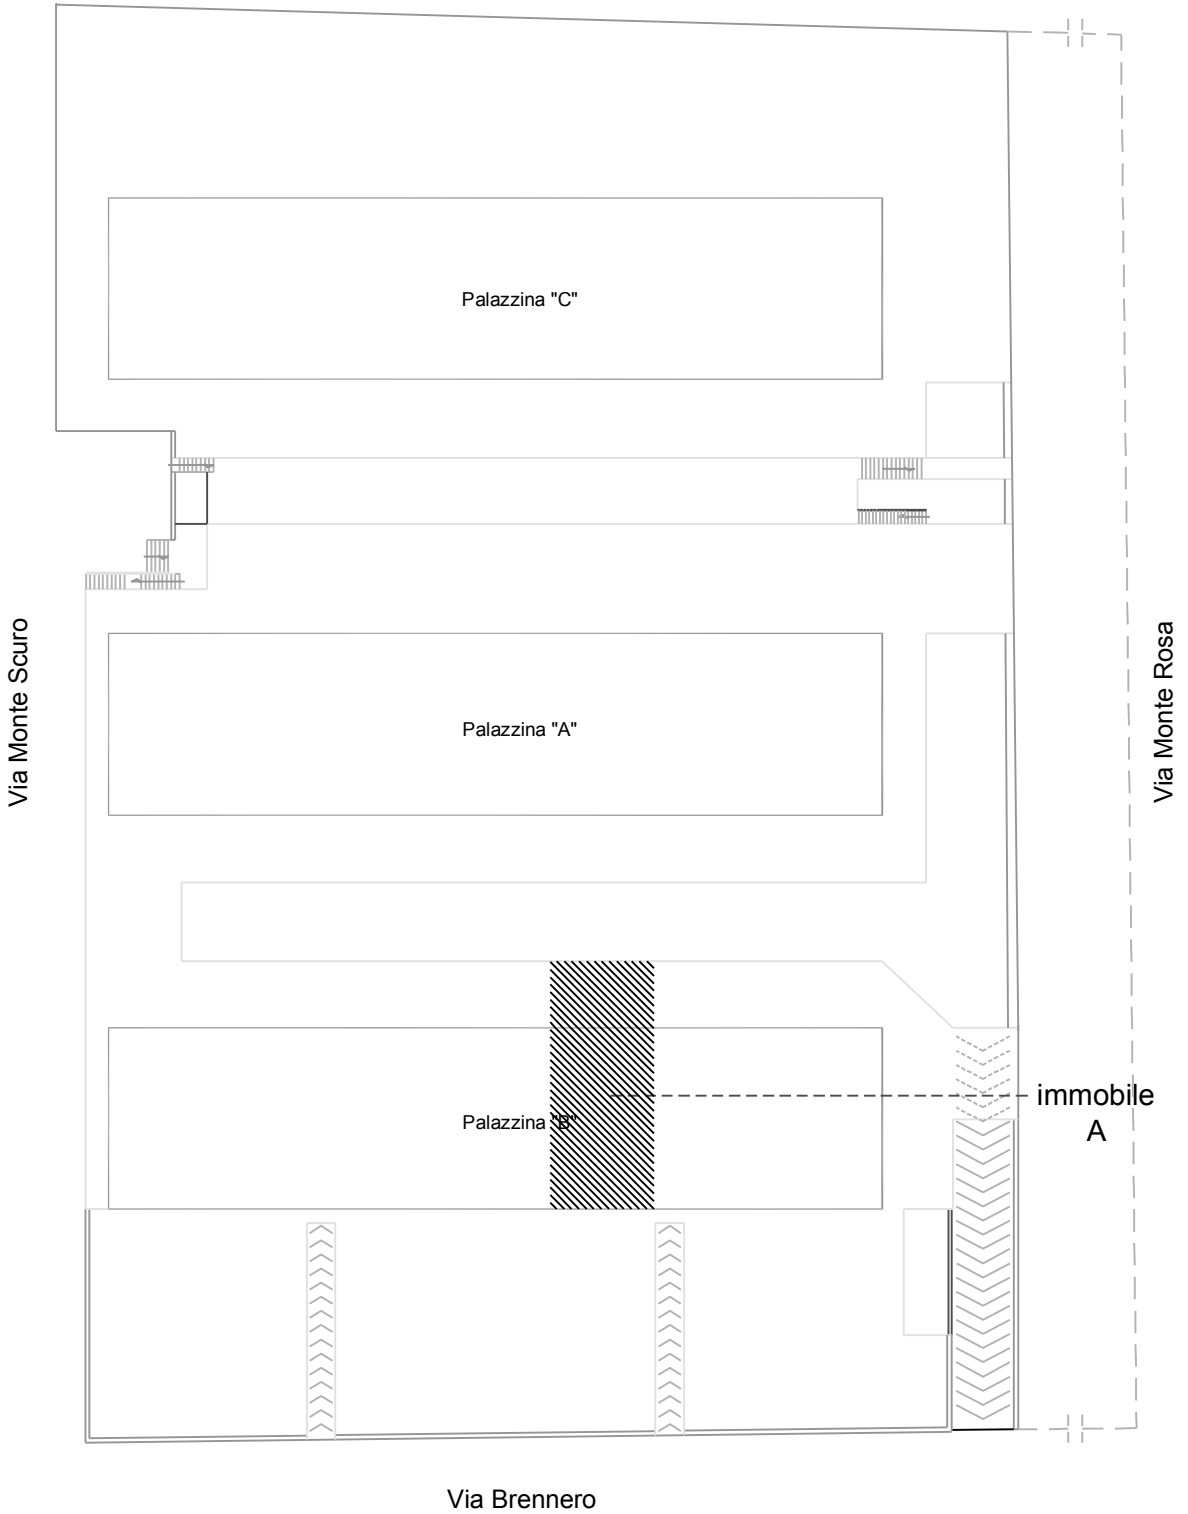 Palazzina "C"
Via Monte Scuro
Palazzina "A"
Via Monte Rosa
immobile
A
Palazzina "B"
Via Brennero